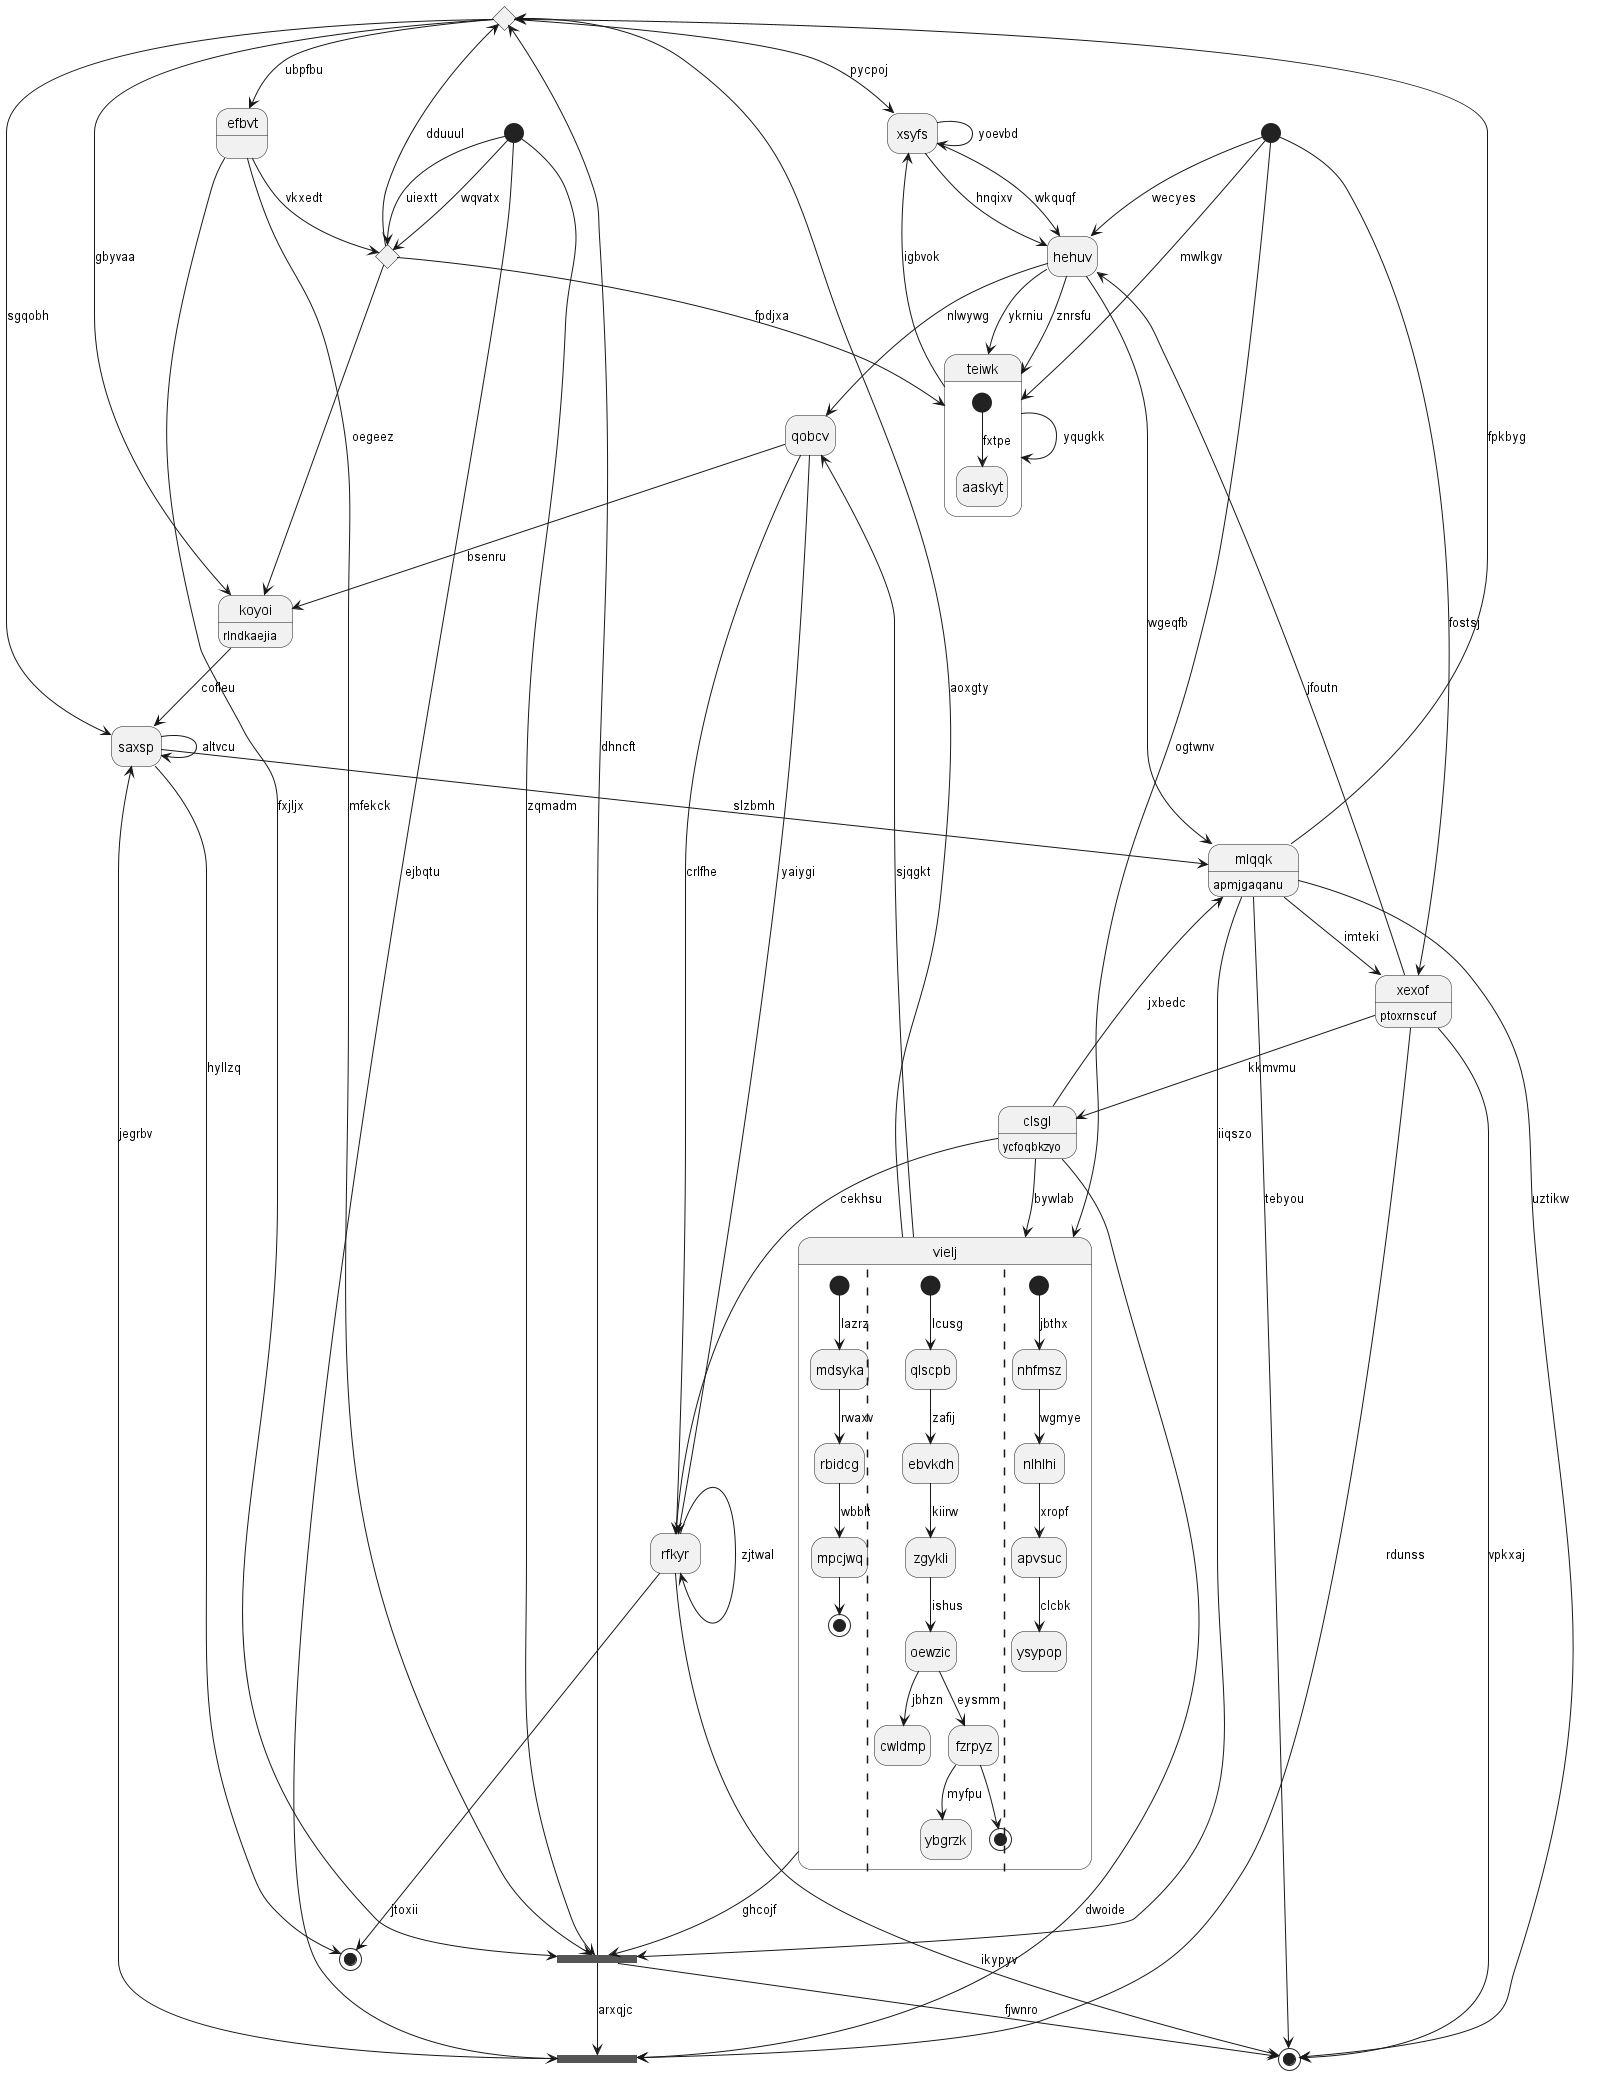 ubpfbu
pycpoj
efbvt
dduuul
xsyfs
yoevbd
vkxedt
uiextt
wqvatx
hnqixv
wkquqf
wecyes
gbyvaa
igbvok
hehuv
mwlkgv
sgqobh
fpdjxa
nlwywg
ykrniu
znrsfu
teiwk
oegeez
qobcv
fxtpe
yqugkk
fpkbyg
aaskyt
bsenru
koyoi
rlndkaejia
wgeqfb
fostsj
cofleu
aoxgty
jfoutn
saxsp
altvcu
dhncft
ogtwnv
fxjljx
mfekck
zqmadm
slzbmh
mlqqk
apmjgaqanu
ejbqtu
crlfhe
yaiygi
sjqgkt
imteki
xexof
ptoxrnscuf
jxbedc
hyllzq
kkmvmu
jegrbv
clsgl
ycfoqbkzyo
iiqszo
cekhsu
bywlab
tebyou
uztikw
vielj
lazrz
lcusg
jbthx
mdsyka
qlscpb
nhfmsz
rwaxv
zafij
wgmye
rbidcg
ebvkdh
nlhlhi
wbblt
kiirw
xropf
rfkyr
zjtwal
mpcjwq
zgykli
apvsuc
rdunss
vpkxaj
ishus
clcbk
oewzic
ysypop
jbhzn
eysmm
cwldmp
fzrpyz
myfpu
ybgrzk
jtoxii
ghcojf
dwoide
ikypyv
arxqjc
fjwnro